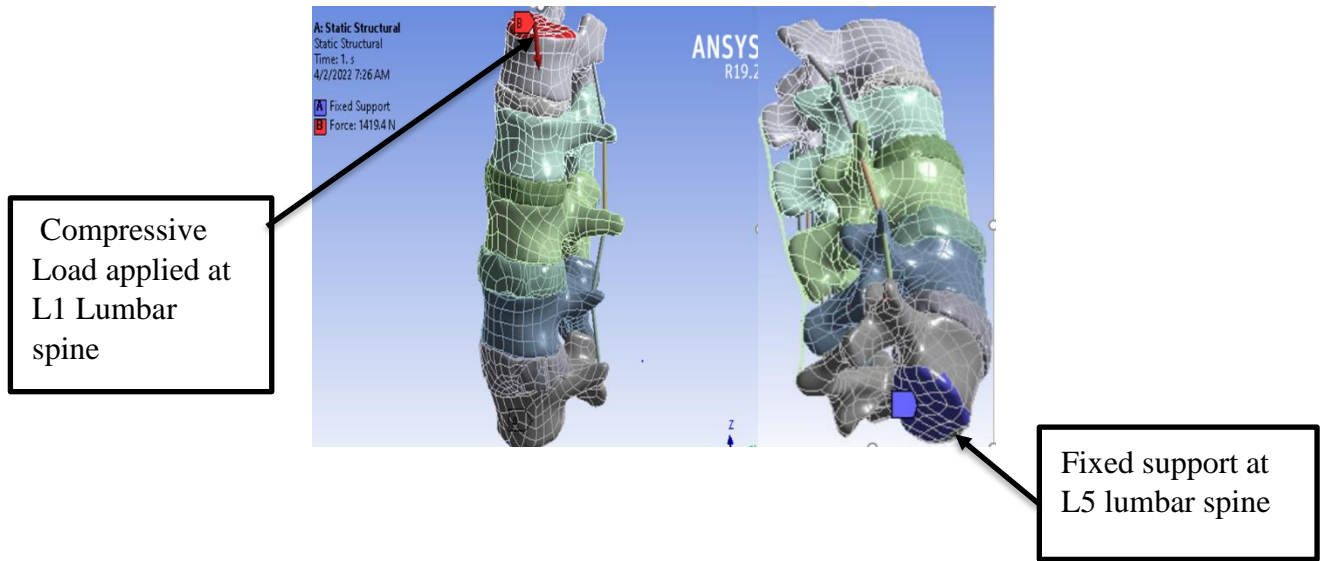 A: Static Structural
Static Structural
Time: 1. s
4/2/2022 7:26 AM
A Fixed Support
B Force: 1419.4 N
B
ANSYS
R19.2
Z
Compressive
Load applied at
L1 Lumbar
spine
Fixed support at
L5 lumbar spine